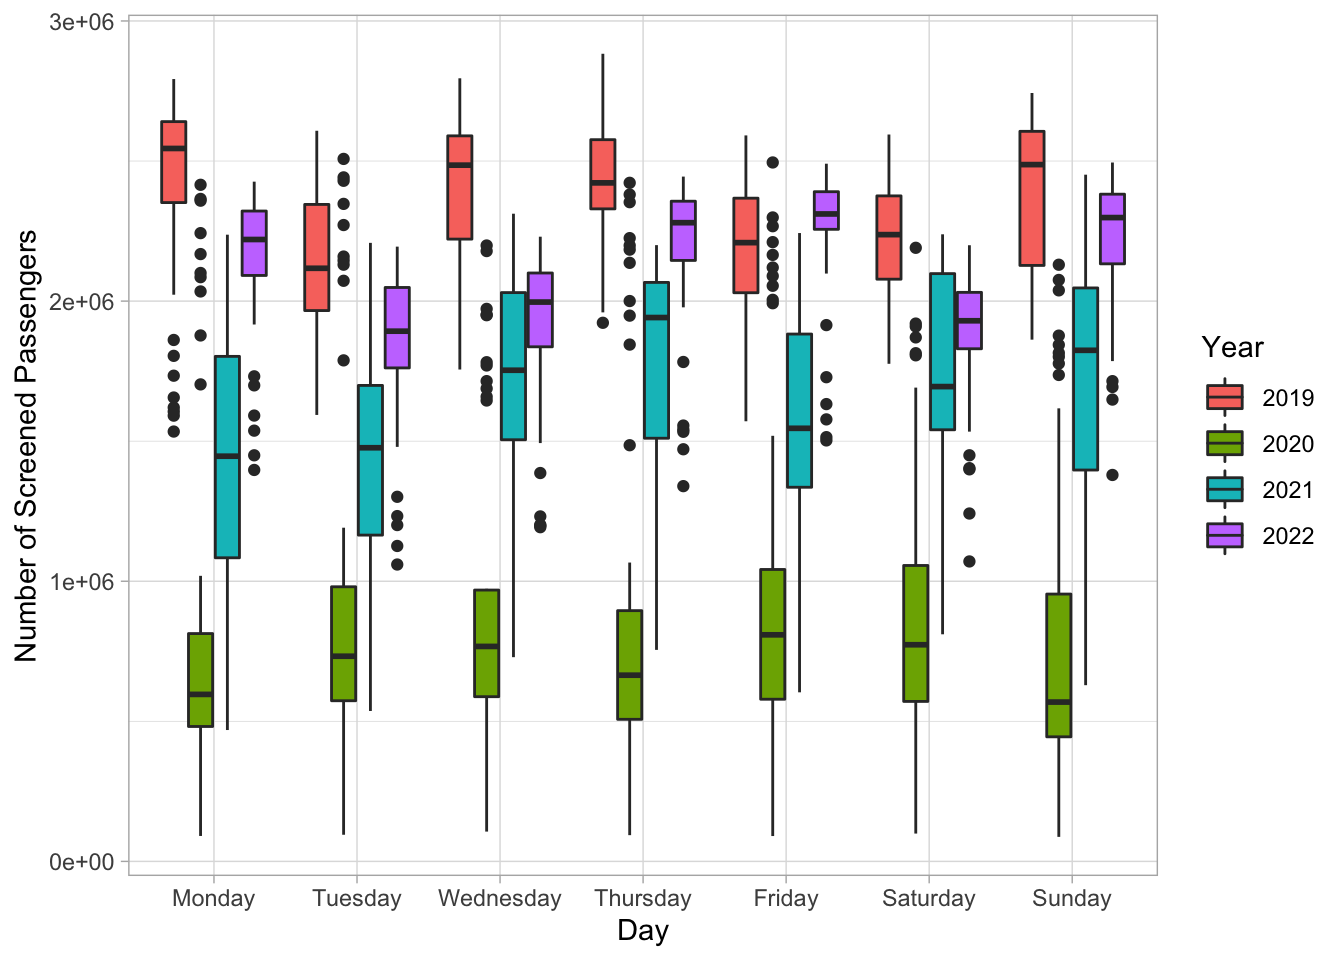 Number of Screened Passengers
3e+06
2e+06
1e+06
0e+00
Monday Tuesday Wednesday Thursday Friday Saturday Sunday
Day
Year
2019
2020
2021
2022